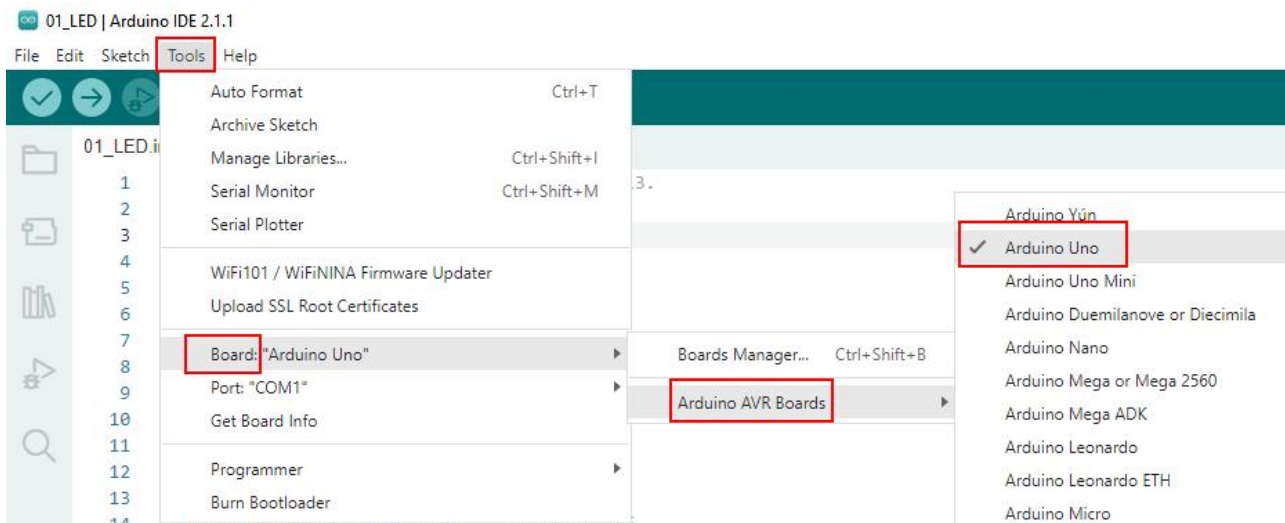 01_LED | Arduino IDE 2.1.1
File Edit Sketch Tools Help
Auto Format Ctrl+T
Archive Sketch
Manage Libraries... Ctrl+Shift+I
Serial Monitor Ctrl+Shift+M
Serial Plotter
WiFi101 / WiFiNINA Firmware Updater
Upload SSL Root Certificates
Board: "Arduino Uno"
Port: "COM1"
Get Board Info
Programmer
Burn Bootloader
01_LED.i
1
2
3
4
5
6
7
8
9
10
11
12
13
14
3.
Boards Manager... Ctrl+Shift+B
Arduino AVR Boards
Arduino Yún
Arduino Uno
Arduino Uno Mini
Arduino Duemilanove or Diecimila
Arduino Nano
Arduino Mega or Mega 2560
Arduino Mega ADK
Arduino Leonardo
Arduino Leonardo ETH
Arduino Micro